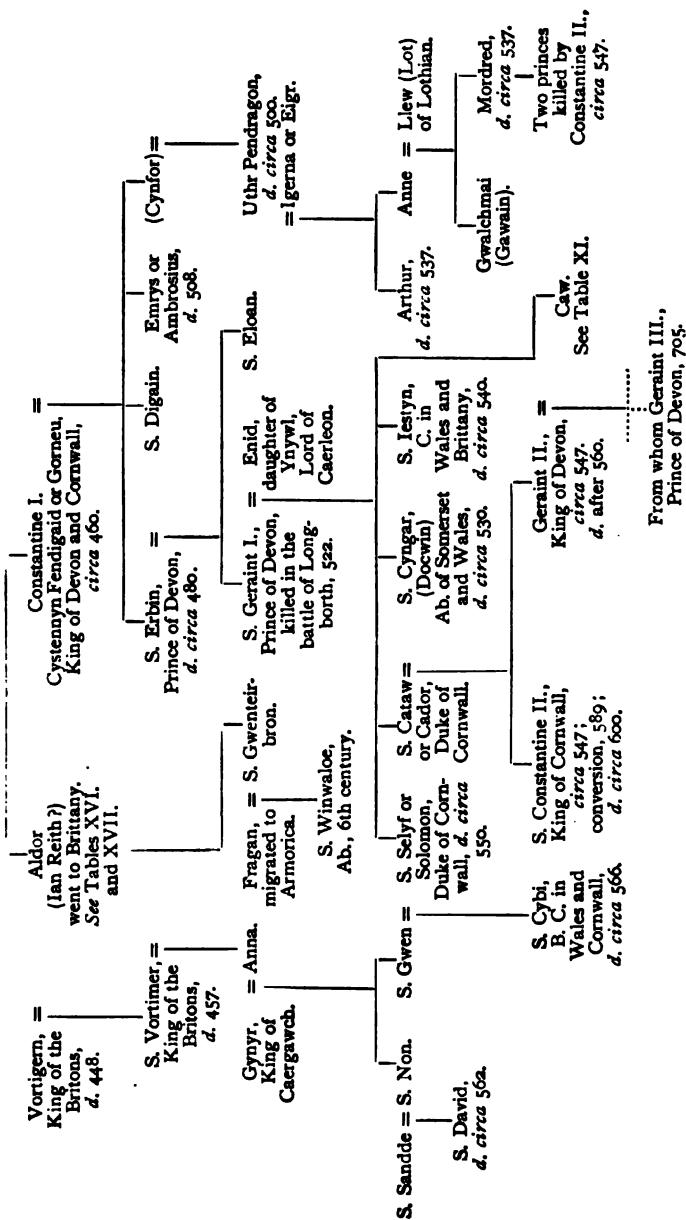 Vortigern, =
King of the
Britons,
d. 448.
S. Vortimer, =
King of the
Britons,
d. 457.
Gynyr, = Anna.
King of
Caergawch.
S. Sandde = S. Non.
S. Gwen =
S. David,
d. circa 562.
S. Cybi,
B. C. in
Wales and
Cornwall,
d. circa 566.
Aldor
(Ian Reith?)
went to Brittany.
See Tables XVI.
and XVII.
Fragan, = S. Gwenteir-
migrated to bron.
Armorica.
S. Winwaloe,
Ab., 6th century.
Constantine I. =
Cystennyn Fendigaid or Gorneu,
King of Devon and Cornwall,
circa 460.
S. Erbin, =
Prince of Devon,
d. circa 480.
S. Digain.
Emrys or
Ambrosius,
d. 508.
(Cynfor) =
S. Geraint I., = Enid,
Prince of Devon, daughter of
killed in the Ynywl,
battle of Long- Lord of
borth, 522. Caerleon.
S. Eloan.
Uthr Pendragon,
d. circa 500.
= Igerna or Eigr.
S. Selyf or
Solomon,
Duke of Corn-
wall, d. circa
550.
S. Cataw =
or Cador,
Duke of
Cornwall.
S. Cyngar,
(Docwin)
Ab. of Somerset
and Wales,
d. circa 530.
S. Iestyn,
C. in
Wales and
Brittany,
d. circa 540.
Caw.
See Table XI.
Arthur,
d. circa 537.
Anne = Llew (Lot)
of Lothian.
Gwalchmai
(Gawain).
Mordred,
d. circa 537.
Two princes
killed by
Constantine II.,
circa 547.
S. Constantine II.,
King of Cornwall,
circa 547;
conversion, 589;
d. circa 600.
Geraint II., =
King of Devon,
circa 547.
d. after 560.
From whom Geraint III.,
Prince of Devon, 705.